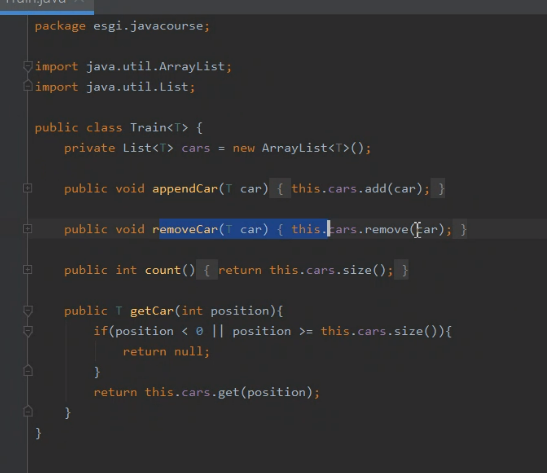 Train.java
package esgi.javacourse;
import java.util.ArrayList;
import java.util.List;
public class Train<T> {
private List<T> cars = new ArrayList<T>();
public void appendCar(T car) { this.cars.add(car); }
public void removeCar(T car) { this.cars.remove(car); }
public int count() { return this.cars.size(); }
public T getCar(int position){
if(position < 0 || position >= this.cars.size()){
return null;
}
return this.cars.get(position);
}
}